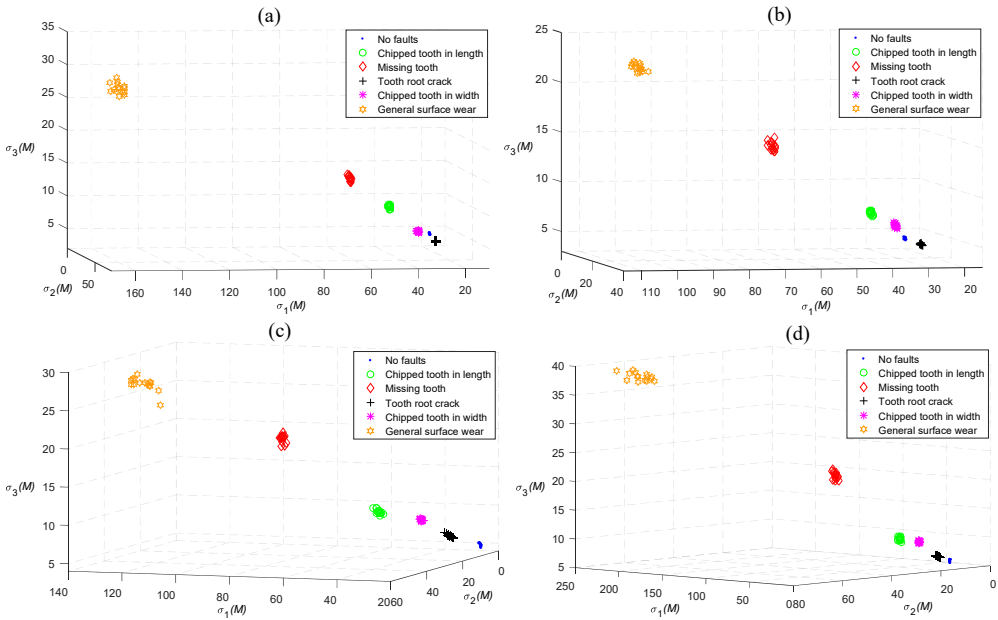 (a)
35
30
25
20
15
10
5
σ3(M)
0
50
σ2(M)
160
140
120
100
80
60
40
20
σ1(M)
No faults
Chipped tooth in length
Missing tooth
Tooth root crack
Chipped tooth in width
General surface wear
(b)
25
20
15
10
5
σ3(M)
0
20
40
σ2(M)
110
100
90
80
70
60
50
40
30
20
σ1(M)
No faults
Chipped tooth in length
Missing tooth
Tooth root crack
Chipped tooth in width
General surface wear
(c)
30
25
20
15
10
5
σ3(M)
140
120
100
80
60
40
2060
σ1(M)
40
20
0
σ2(M)
No faults
Chipped tooth in length
Missing tooth
Tooth root crack
Chipped tooth in width
General surface wear
(d)
40
35
30
25
20
15
10
5
σ3(M)
250
200
150
100
50
080
σ1(M)
60
40
20
0
σ2(M)
No faults
Chipped tooth in length
Missing tooth
Tooth root crack
Chipped tooth in width
General surface wear